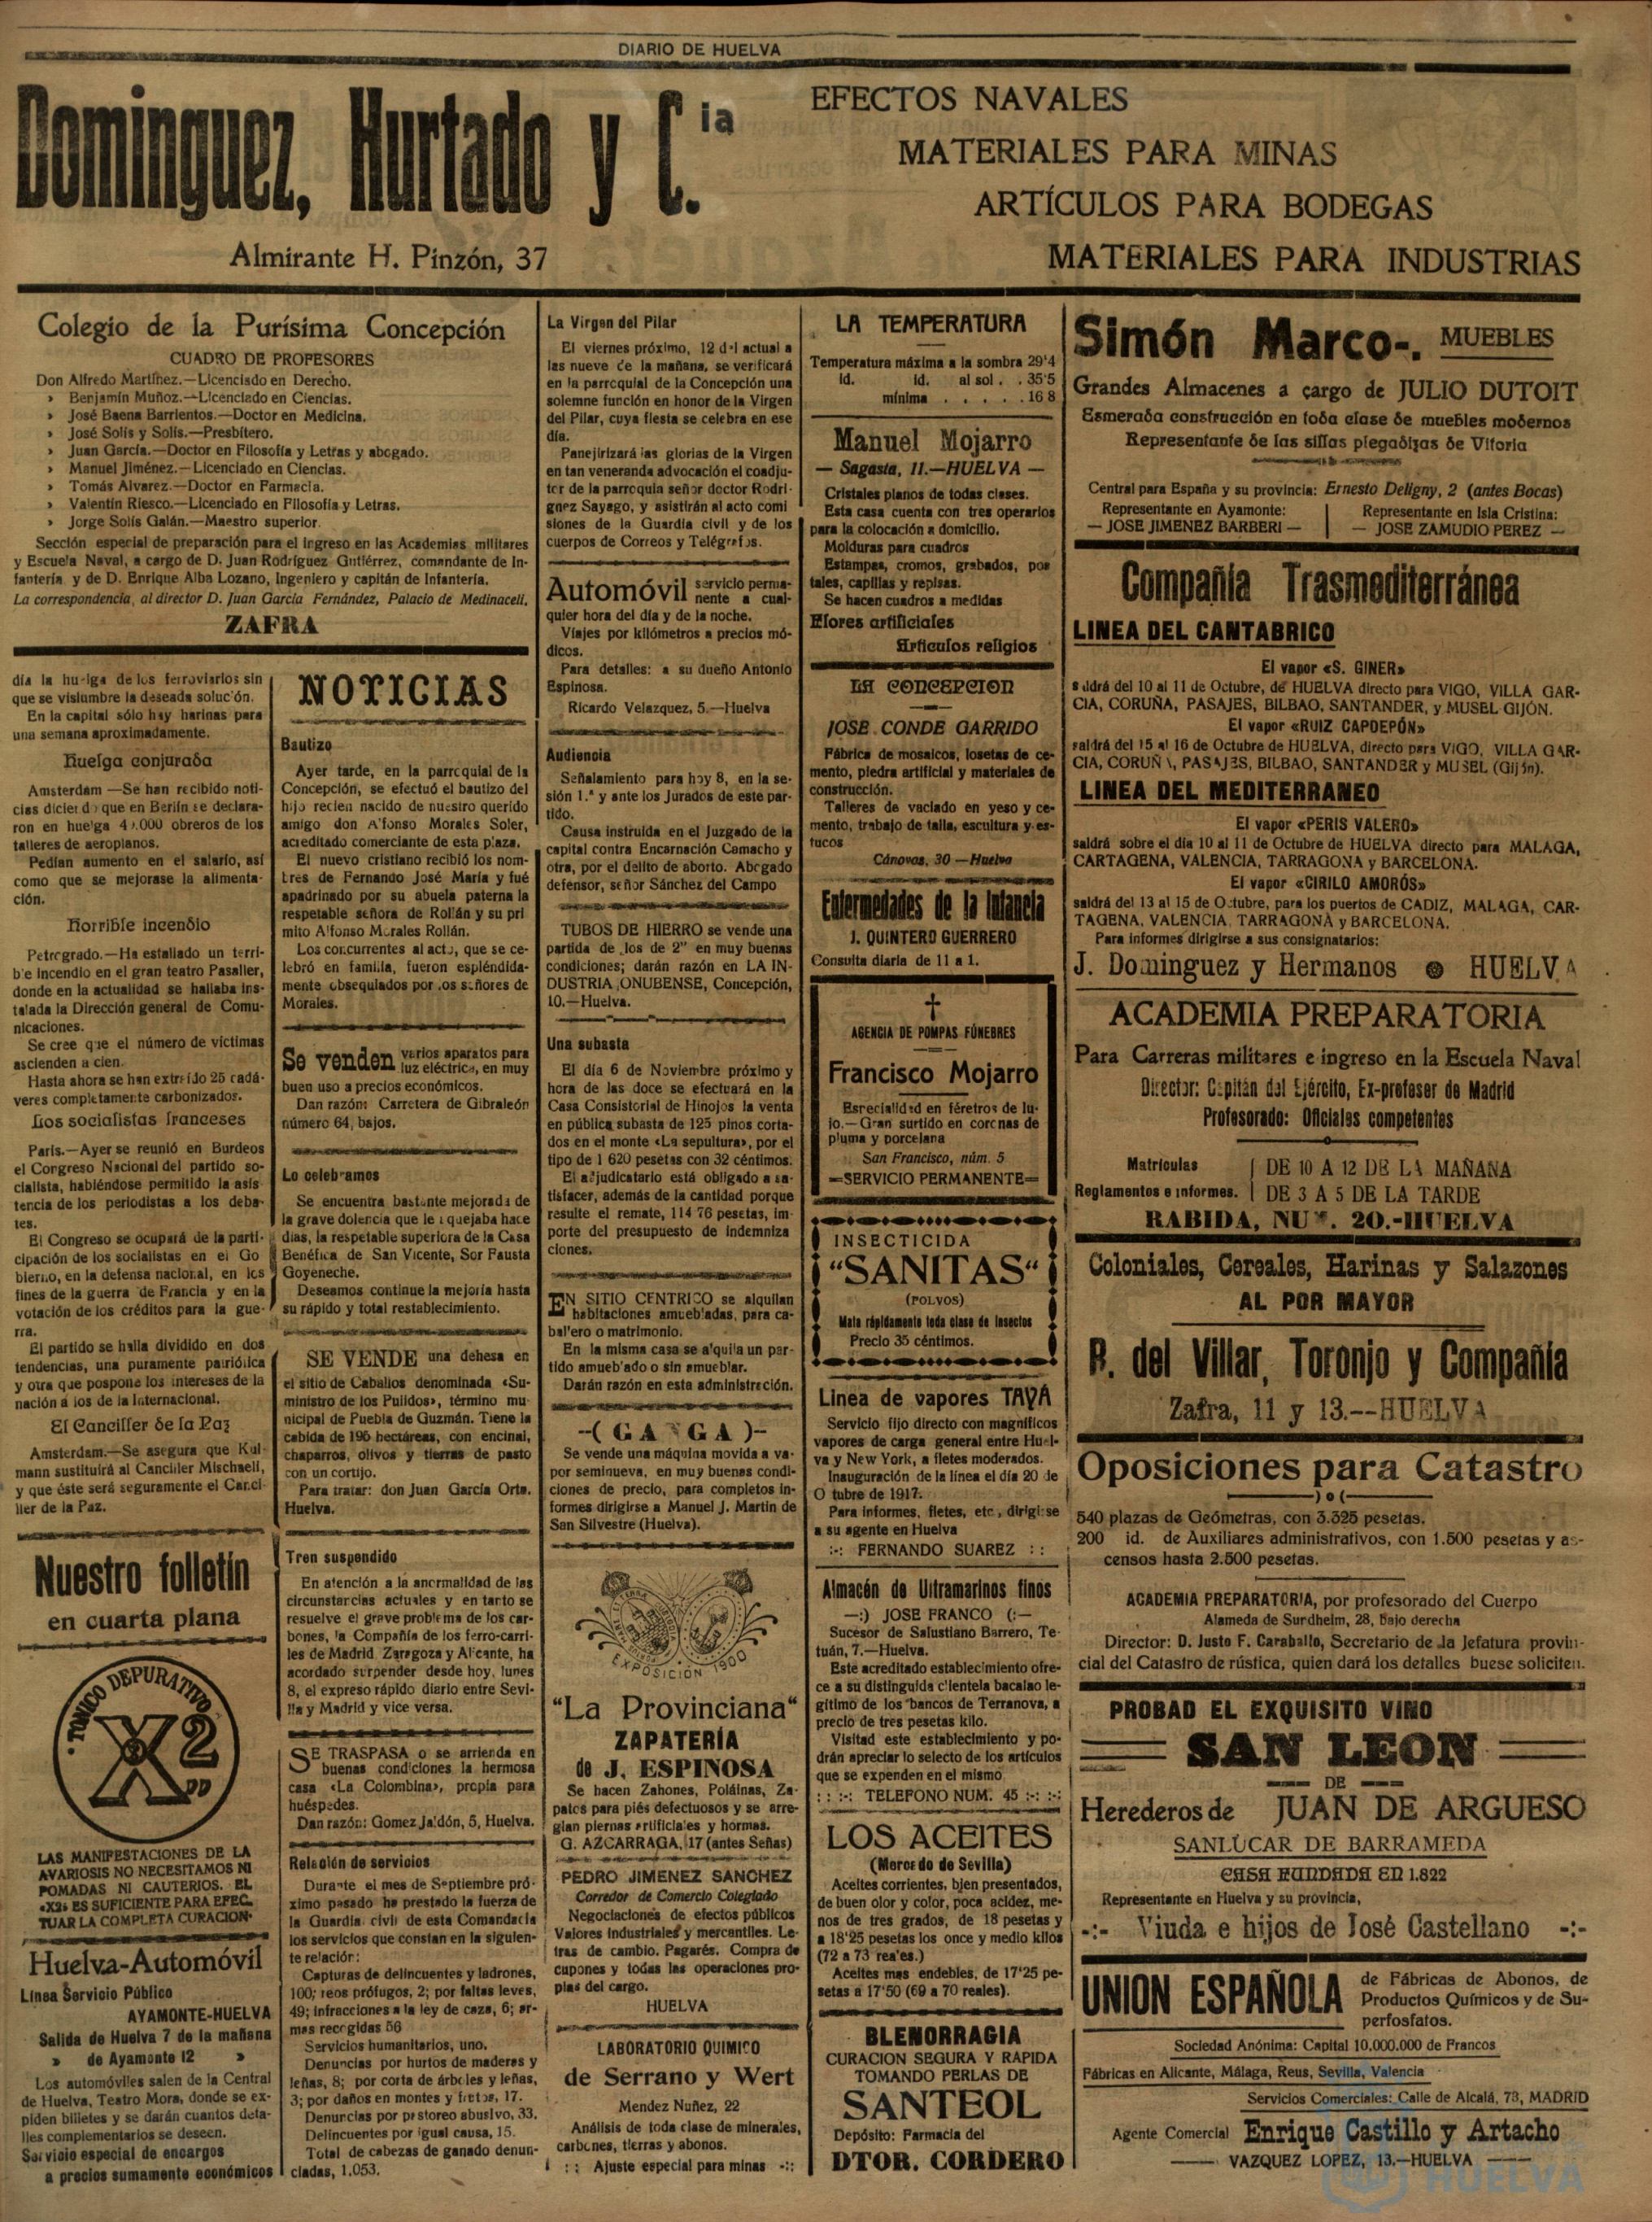 DIARIO DE HUELVA
Dominguez, Hurtado y C.ia
Almirante H. Pinzón, 37
EFECTOS NAVALES
MATERIALES PARA MINAS
ARTÍCULOS PARA BODEGAS
MATERIALES PARA INDUSTRIAS
Colegio de la Purísima Concepción
CUADRO DE PROFESORES
Don Alfredo Martínez.—Licenciado en Derecho.
» Benjamín Muñoz.—Licenciado en Ciencias.
» José Baena Barrientos.—Doctor en Medicina.
» José Solís y Solís.—Presbítero.
» Juan García.—Doctor en Filosofía y Letras y abogado.
» Manuel Jiménez.—Licenciado en Ciencias.
» Tomás Alvarez.—Doctor en Farmacia.
» Valentín Riesco.—Licenciado en Filosofía y Letras.
» Jorge Solís Galán.—Maestro superior.
Sección especial de preparación para el ingreso en las Academias militares
y Escuela Naval, a cargo de D. Juan Rodríguez Gutiérrez, comandante de In-
fantería y de D. Enrique Alba Lozano, Ingeniero y capitán de Infantería.
La correspondencia, al director D. Juan García Fernández, Palacio de Medinaceli,
ZAFRA
día la huelga de los ferroviarios sin
que se vislumbre la deseada solución.
En la capital sólo hay harinas para
una semana aproximadamente.
Huelga conjurada
Amsterdam —Se han recibido noti-
cias diciendo que en Berlín se declara-
ron en huelga 4 .000 obreros de los
talleres de aeroplanos.
Pedían aumento en el salario, así
como que se mejorase la alimenta-
ción.
Horrible incendio
Petrogrado.—Ha estallado un terri-
b'e incendio en el gran teatro Pasaller,
donde en la actualidad se hallaba ins-
talada la Dirección general de Comu-
nicaciones.
Se cree que el número de víctimas
ascienden a cien.
Hasta ahora se han extraído 25 cadá-
veres completamente carbonizados.
Los socialistas franceses
París.—Ayer se reunió en Burdeos
el Congreso Nacional del partido so-
cialista, habiéndose permitido la asis
tencia de los periodistas a los deba-
tes.
El Congreso se ocupará de la parti-
cipación de los socialistas en el Go
bierno, en la defensa nacional, en los
fines de la guerra de Francia y en la
votación de los créditos para la gue-
rra.
El partido se halla dividido en dos
tendencias, una puramente patriótica
y otra que pospone los intereses de la
nación a los de la Internacional.
El Canciller de la Paz
Amsterdam.—Se asegura que Kul-
mann sustituirá al Canciller Mischaeli,
y que éste será seguramente el Canci-
ller de la Paz.
Nuestro folletín
en cuarta plana
TONICO DEPURATIVO
X2
DD
LAS MANIFESTACIONES DE LA
AVARIOSIS NO NECESITAMOS NI
POMADAS NI CAUTERIOS. EL
«X2» ES SUFICIENTE PARA EFEC-
TUAR LA COMPLETA CURACION.
Huelva-Automóvil
Línea Servicio Público
AYAMONTE-HUELVA
Salida de Huelva 7 de la mañana
» de Ayamonte 12 »
Los automóviles salen de la Central
de Huelva, Teatro Mora, donde se ex-
piden billetes y se darán cuantos deta-
lles complementarios se deseen.
Servicio especial de encargos
a precios sumamente económicos
NOTICIAS
Bautizo
Ayer tarde, en la parroquial de la
Concepción, se efectuó el bautizo del
hijo recien nacido de nuestro querido
amigo don A'fonso Morales Soler,
acreditado comerciante de esta plaza.
El nuevo cristiano recibió los nom-
bres de Fernando José María y fué
apadrinado por su abuela paterna la
respetable señora de Rollán y su pri
mito A'fonso Morales Rollán.
Los concurrentes al acto, que se ce-
lebró en familia, fueron espléndida-
mente obsequiados por los señores de
Morales.
Se venden varios aparatos para
luz eléctrica, en muy
buen uso a precios económicos.
Dan razón: Carretera de Gibraleón
número 64, bajos.
Lo celebramos
Se encuentra bastante mejorada de
la grave dolencia que le aquejaba hace
días, la respetable superiora de la Casa
Benéfica de San Vicente, Sor Fausta
Goyeneche.
Deseamos continue la mejoría hasta
su rápido y total restablecimiento.
SE VENDE una dehesa en
el sitio de Caballos denominada «Su-
ministro de los Pulidos», término mu
nicipal de Puebla de Guzmán. Tiene la
cabida de 195 hectáreas, con encinal,
chaparros, olivos y tierras de pasto
con un cortijo.
Para tratar: don Juan García Orta.
Huelva.
Tren suspendido
En atención a la anormalidad de las
circunstancias actuales y en tanto se
resuelve el grave problema de los car-
bones, la Compañía de los ferro-carri-
les de Madrid Zaragoza y Alicante, ha
acordado surpender desde hoy, lunes
8, el expreso rápido diario entre Sevi-
lla y Madrid y vice versa.
SE TRASPASA o se arrienda en
buenas condiciones la hermosa
casa «La Colombina», propia para
huéspedes.
Dan razón: Gomez Ja'dón, 5, Huelva.
Relación de servicios
Durante el mes de Septiembre pró-
ximo pasado ha prestado la fuerza de
la Guardia civil de esta Comandacia
los servicios que constan en la siguien-
te relación:
Capturas de delincuentes y ladrones,
100; reos prófugos, 2; por faltas leves,
49; infracciones a la ley de caza, 6; ar-
mas recogidas 56
Servicios humanitarios, uno.
Denuncias por hurtos de maderas y
leñas, 8; por corta de árboles y leñas,
3; por daños en montes y frutos, 17.
Denuncias por pastoreo abusivo, 33.
Delincuentes por igual causa, 15.
Total de cabezas de ganado denun-
ciadas, 1.053.
La Virgen del Pilar
El viernes próximo, 12 del actual a
las nueve de la mañana, se verificará
en la parroquial de la Concepción una
solemne función en honor de la Virgen
del Pilar, cuya fiesta se celebra en ese
día.
Panejirizará las glorias de la Virgen
en tan veneranda advocación el coadju-
tor de la parroquia señor doctor Rodrí-
guez Sayago, y asistirán al acto comi
siones de la Guardia civil y de los
cuerpos de Correos y Telégrafos.
Automóvil servicio perma-
nente a cual-
quier hora del día y de la noche.
Viajes por kilómetros a precios mó-
dicos.
Para detalles: a su dueño Antonio
Espinosa.
Ricardo Velazquez, 5.—Huelva
Audiencia
Señalamiento para hoy 8, en la se-
sión 1.ª y ante los Jurados de este par-
tido.
Causa instruida en el Juzgado de la
capital contra Encarnación Camacho y
otra, por el delito de aborto. Abogado
defensor, señor Sánchez del Campo
TUBOS DE HIERRO se vende una
partida de los de 2" en muy buenas
condiciones; darán razón en LA IN-
DUSTRIA ONUBENSE, Concepción,
10.—Huelva.
Una subasta
El día 6 de Noviembre próximo y
hora de las doce se efectuará en la
Casa Consistorial de Hinojos la venta
en pública subasta de 125 pinos corta-
dos en el monte «La sepultura», por el
tipo de 1 620 pesetas con 32 céntimos.
El adjudicatario está obligado a sa-
tisfacer, además de la cantidad porque
resulte el remate, 114 76 pesetas, im-
porte del presupuesto de indemniza
ciones.
EN SITIO CENTRICO se alquilan
habitaciones amuebladas, para ca-
bal'ero o matrimonio.
En la misma casa se a'quila un par-
tido amueb'ado o sin amueblar.
Darán razón en esta administración.
--( GANGA )-
Se vende una máquina movida a va-
por seminueva, en muy buenas condi-
ciones de precio, para completos in-
formes dirigirse a Manuel J. Martin de
San Silvestre (Huelva).
EXPOSICIÓN 1900
"La Provinciana"
ZAPATERÍA
de J. ESPINOSA
Se hacen Zahones, Poláinas, Za-
patos para piés defectuosos y se arre-
glan piernas artificiales y hormas.
G. AZCARRAGA, 17 (antes Señas)
PEDRO JIMENEZ SANCHEZ
Corredor de Comercio Colegiado
Negociaciones de efectos públicos
Valores industriales y mercantiles. Le-
tras de cambio. Pagarés. Compra de
cupones y todas las operaciones pro-
pias del cargo.
HUELVA
LABORATORIO QUIMICO
de Serrano y Wert
Mendez Nuñez, 22
Análisis de toda clase de minerales,
carbones, tierras y abonos.
:: Ajuste especial para minas -::
LA TEMPERATURA
Temperatura máxima a la sombra 29'4
id. id. al sol . . 35'5
mínima . . . . . 16 8
Manuel Mojarro
— Sagasta, 11.—HUELVA —
Cristales planos de todas clases.
Esta casa cuenta con tres operarios
para la colocación a domicilio.
Molduras para cuadros
Estampas, cromos, grabados, pos
tales, capillas y repisas.
Se hacen cuadros a medidas
Flores artificiales
Artículos religios
LA CONCEPCION
JOSE CONDE GARRIDO
Fábrica de mosaicos, losetas de ce-
mento, piedra artificial y materiales de
construcción.
Talleres de vaciado en yeso y ce-
mento, trabajo de talla, escultura y es-
tucos
Cánovas, 30 —Huelva
Enfermedades de la Infancia
J. QUINTERO GUERRERO
Consulta diaria de 11 a 1.
AGENCIA DE POMPAS FÚNEBRES
Francisco Mojarro
Especialidad en féretros de lu-
jo.— Gran surtido en coronas de
pluma y porcelana
San Francisco, núm. 5
—SERVICIO PERMANENTE—
INSECTICIDA
"SANITAS"
(POLVOS)
Mata rápidamente toda clase de insectos
Precio 35 céntimos.
Linea de vapores TAYA
Servicio fijo directo con magníficos
vapores de carga general entre Huel-
va y New York, a fletes moderados.
Inauguración de la línea el día 20 de
O tubre de 1917.
Para informes, fletes, etc., dirigirse
a su agente en Huelva
:-: FERNANDO SUAREZ : :
Almacén de Ultramarinos finos
—:) JOSE FRANCO (:—
Sucesor de Salustiano Barrero, Te-
tuán, 7.—Huelva.
Este acreditado establecimiento ofre-
ce a su distinguida c'ientela bacalao le-
gítimo de los bancos de Terranova, a
precio de tres pesetas kilo.
Visitad este establecimiento y po-
drán apreciar lo selecto de los artículos
que se expenden en el mismo
: : :-: TELEFONO NUM. 45 :-: :-:
LOS ACEITES
(Mercado de Sevilla)
Aceites corrientes, bien presentados,
de buen olor y color, poca acidez, me-
nos de tres grados, de 18 pesetas y
a 18'25 pesetas los once y medio kilos
(72 a 73 rea'es.)
Aceites mas endebles, de 17'25 pe-
setas a 17'50 (69 a 70 reales).
BLENORRAGIA
CURACION SEGURA Y RAPIDA
TOMANDO PERLAS DE
SANTEOL
Depósito: Farmacia del
DTOR. CORDERO
Simón Marco-. MUEBLES
Grandes Almacenes a cargo de JULIO DUTOIT
Esmerada construcción en toda clase de muebles modernos
Representante de las sillas plegadizas de Vitoria
Central para España y su provincia: Ernesto Deligny, 2 (antes Bocas)
Representante en Ayamonte:
— JOSE JIMENEZ BARBERI —
Representante en Isla Cristina:
— JOSE ZAMUDIO PEREZ —
Compañía Trasmediterránea
LINEA DEL CANTABRICO
El vapor «S. GINER»
saldrá del 10 al 11 de Octubre, de HUELVA directo para VIGO, VILLA GAR-
CIA, CORUÑA, PASAJES, BILBAO, SANTANDER, y MUSEL GIJÓN.
El vapor «RUIZ CAPDEPÓN»
saldrá del 15 al 16 de Octubre de HUELVA, directo para VIGO, VILLA GAR-
CIA, CORUÑA, PASAJES, BILBAO, SANTANDER y MUSEL (Gijón).
LINEA DEL MEDITERRANEO
El vapor «PERIS VALERO»
saldrá sobre el día 10 al 11 de Octubre de HUELVA directo para MALAGA,
CARTAGENA, VALENCIA, TARRAGONA y BARCELONA.
El vapor «CIRILO AMORÓS»
saldrá del 13 al 15 de Octubre, para los puertos de CADIZ, MALAGA, CAR-
TAGENA, VALENCIA, TARRAGONA y BARCELONA.
Para informes dirigirse a sus consignatarios:
J. Dominguez y Hermanos HUELVA
ACADEMIA PREPARATORIA
Para Carreras militares e ingreso en la Escuela Naval
Director: Capitán del Ejército, Ex-profesor de Madrid
Profesorado: Oficiales competentes
Matrículas DE 10 A 12 DE LA MAÑANA
Reglamentos e informes. DE 3 A 5 DE LA TARDE
RABIDA, NUM. 20.-HUELVA
Coloniales, Cereales, Harinas y Salazones
AL POR MAYOR
R. del Villar, Toronjo y Compañía
Zafra, 11 y 13.--HUELVA
Oposiciones para Catastro
540 plazas de Geómetras, con 3.325 pesetas.
200 id. de Auxiliares administrativos, con 1.500 pesetas y as-
censos hasta 2.500 pesetas.
ACADEMIA PREPARATORIA, por profesorado del Cuerpo
Alameda de Surdheim, 28, bajo derecha
Director: D. Justo F. Caraballo, Secretario de la Jefatura provin-
cial del Catastro de rústica, quien dará los detalles buese soliciten.
PROBAD EL EXQUISITO VINO
SAN LEON
— DE —
Herederos de JUAN DE ARGUESO
SANLUCAR DE BARRAMEDA
CASA FUNDADA EN 1.822
Representante en Huelva y su provincia,
-:- Viuda e hijos de José Castellano -:-
UNION ESPAÑOLA de Fábricas de Abonos, de
Productos Químicos y de Su-
perfosfatos.
Sociedad Anónima: Capital 10.000.000 de Francos
Fábricas en Alicante, Málaga, Reus, Sevilla, Valencia
Servicios Comerciales: Calle de Alcalá, 73, MADRID
Agente Comercial Enrique Castillo y Artacho
—— VAZQUEZ LOPEZ, 13.—HUELVA ——
HUELVA